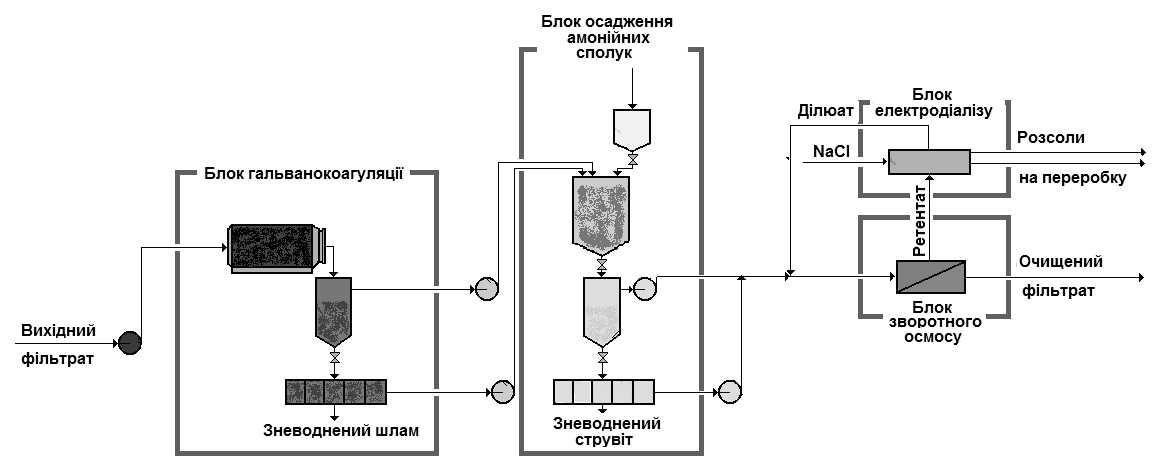 Блок осадження
амонійних
сполук
Блок
електродіалізу
Ділюат
Розсоли
NaCl
на переробку
Блок гальванокоагуляції
Ретентат
Очищений
фільтрат
Блок
зворотного
осмосу
Вихідний
фільтрат
Зневоднений шлам
Зневоднений
струвіт